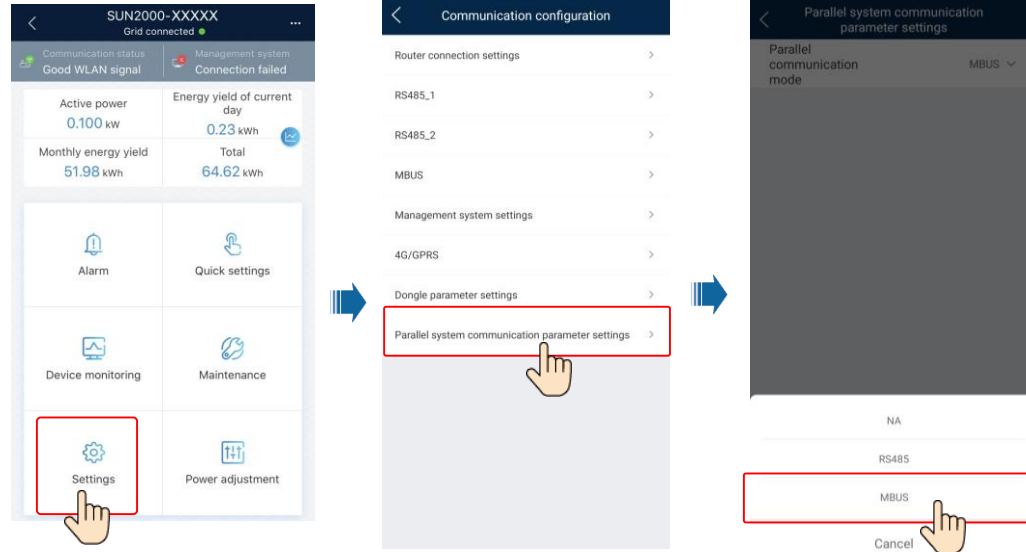 SUN2000-XXXXX
...
Grid connected
Communication status
Good WLAN signal
Management system
Connection failed
Active power
0.100 kW
Energy yield of current
day
0.23 kWh
Monthly energy yield
51.98 kWh
Total
64.62 kWh
Alarm
Quick settings
Device monitoring
Maintenance
Settings
Power adjustment
Communication configuration
Router connection settings
RS485_1
RS485_2
MBUS
Management system settings
4G/GPRS
Dongle parameter settings
Parallel system communication parameter settings
Parallel system communication
parameter settings
Parallel
communication
mode
MBUS
NA
RS485
MBUS
Cancel